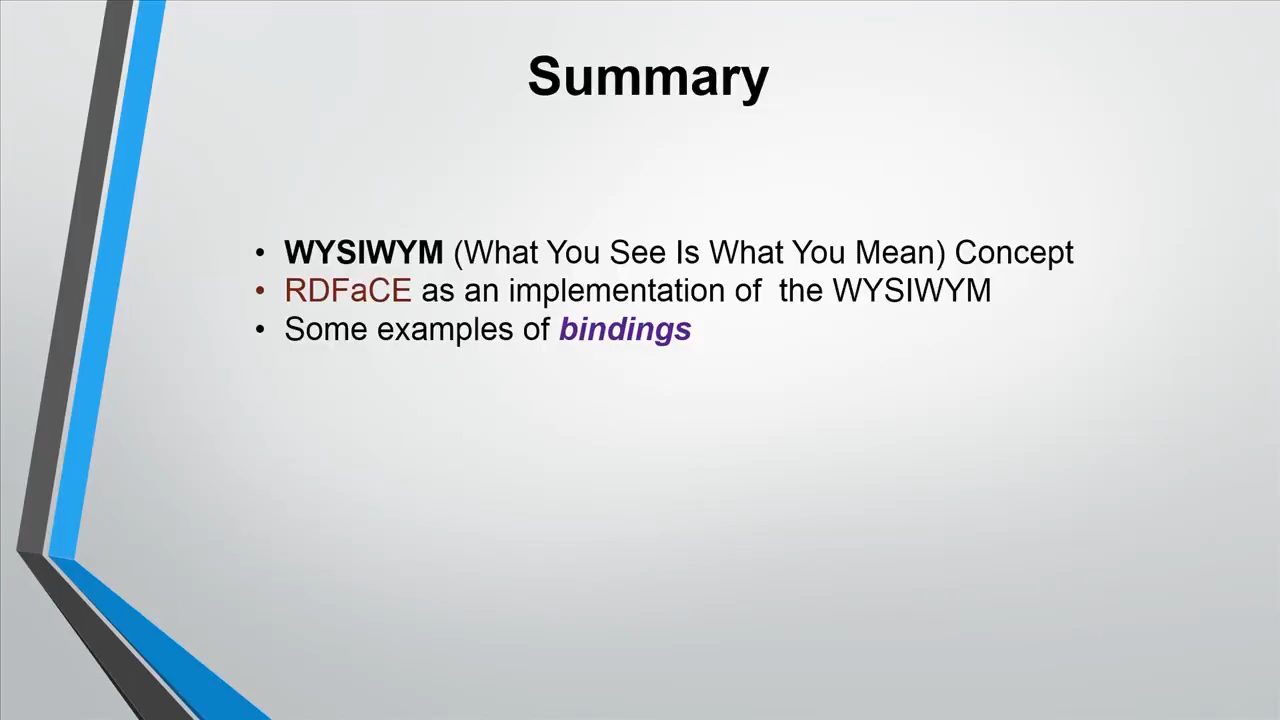 Summary
• WYSIWYM (What You See Is What You Mean) Concept
• RDFaCE as an implementation of  the WYSIWYM
• Some examples of bindings